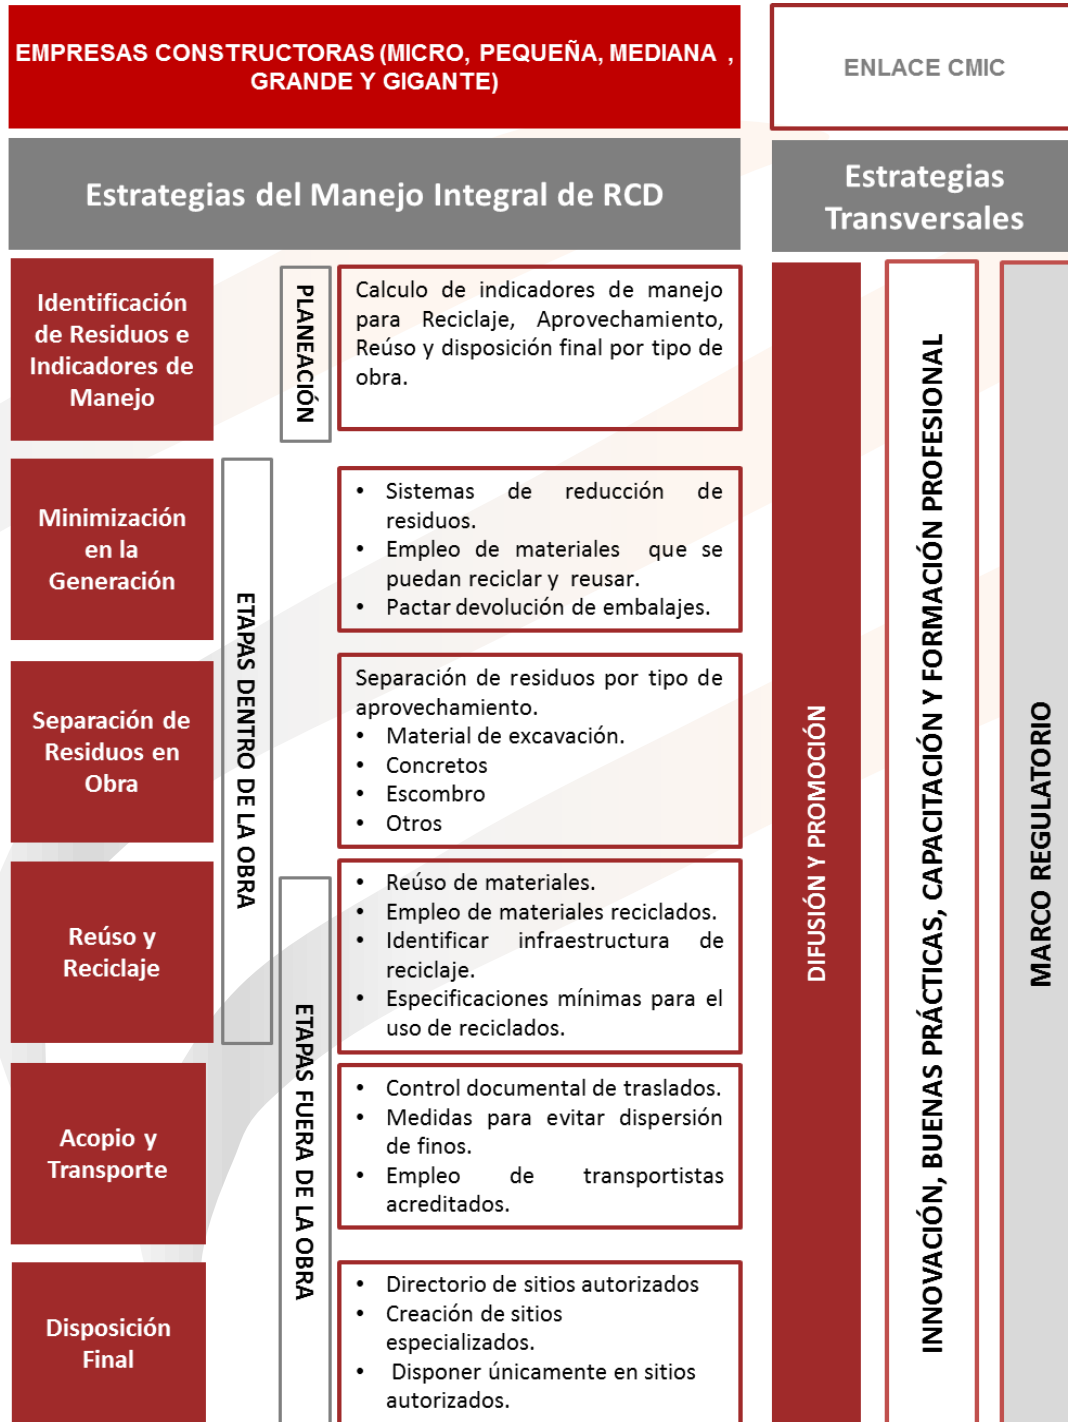 EMPRESAS CONSTRUCTORAS (MICRO, PEQUEÑA, MEDIANA ,
GRANDE Y GIGANTE)
ENLACE CMIC
Estrategias del Manejo Integral de RCD
Estrategias
Transversales
Identificación
de Residuos e
Indicadores de
Manejo
PLANEACIÓN
Calculo de indicadores de manejo
para Reciclaje, Aprovechamiento,
Reúso y disposición final por tipo de
obra.
Minimización
en la
Generación
ETAPAS DENTRO DE LA OBRA
• Sistemas de reducción de
residuos.
• Empleo de materiales que se
puedan reciclar y reusar.
• Pactar devolución de embalajes.
Separación de
Residuos en
Obra
Separación de residuos por tipo de
aprovechamiento.
• Material de excavación.
• Concretos
• Escombro
• Otros
Reúso y
Reciclaje
ETAPAS FUERA DE LA OBRA
• Reúso de materiales.
• Empleo de materiales reciclados.
• Identificar infraestructura de
reciclaje.
• Especificaciones mínimas para el
uso de reciclados.
Acopio y
Transporte
• Control documental de traslados.
• Medidas para evitar dispersión
de finos.
• Empleo de transportistas
acreditados.
Disposición
Final
• Directorio de sitios autorizados
• Creación de sitios
especializados.
• Disponer únicamente en sitios
autorizados.
DIFUSIÓN Y PROMOCIÓN
INNOVACIÓN, BUENAS PRÁCTICAS, CAPACITACIÓN Y FORMACIÓN PROFESIONAL
MARCO REGULATORIO